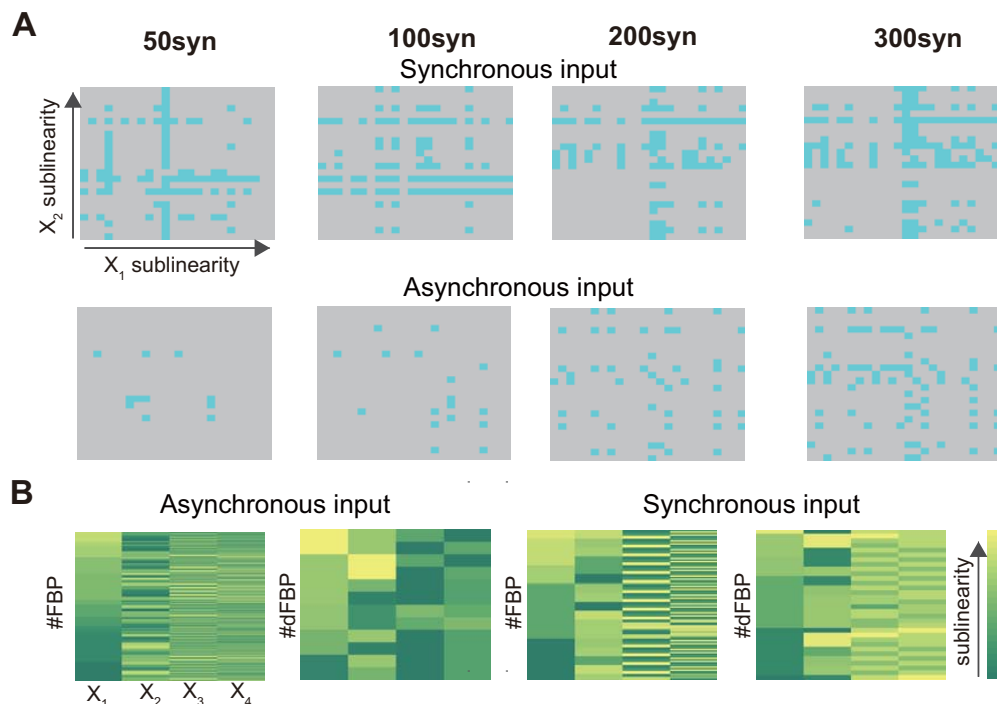 A
50syn 100syn 200syn 300syn
Synchronous input
X2 sublinearity
X1 sublinearity
Asynchronous input
B
Asynchronous input Synchronous input
#FBP #dFBP #FBP #dFBP sublinearity
X1 X2 X3 X4